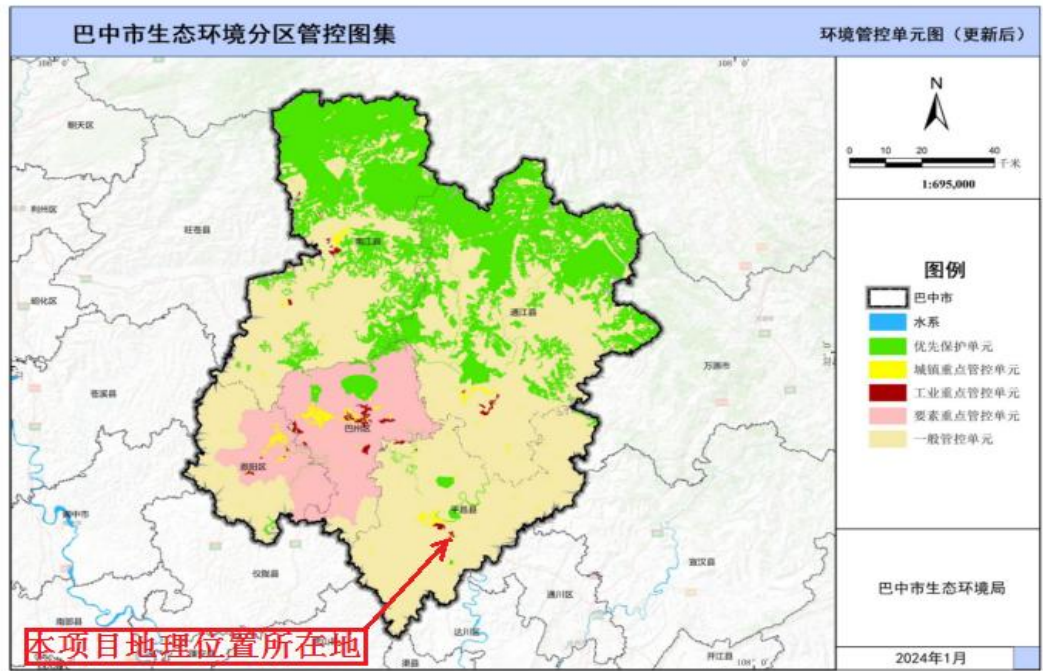 巴中市生态环境分区管控图集
环境管控单元图（更新后）
朝天区
利州区
旺苍县
南江县
昭化区
通江县
万源市
苍溪县
巴州区
恩阳区
阆中市
平昌县
仪陇县
宣汉县
通川区
南部县
达川区
渠县
开江县
本项目地理位置所在地
N
0 10 20 40
千米
1:695,000
图例
巴中市
水系
优先保护单元
城镇重点管控单元
工业重点管控单元
要素重点管控单元
一般管控单元
巴中市生态环境局
2024年1月